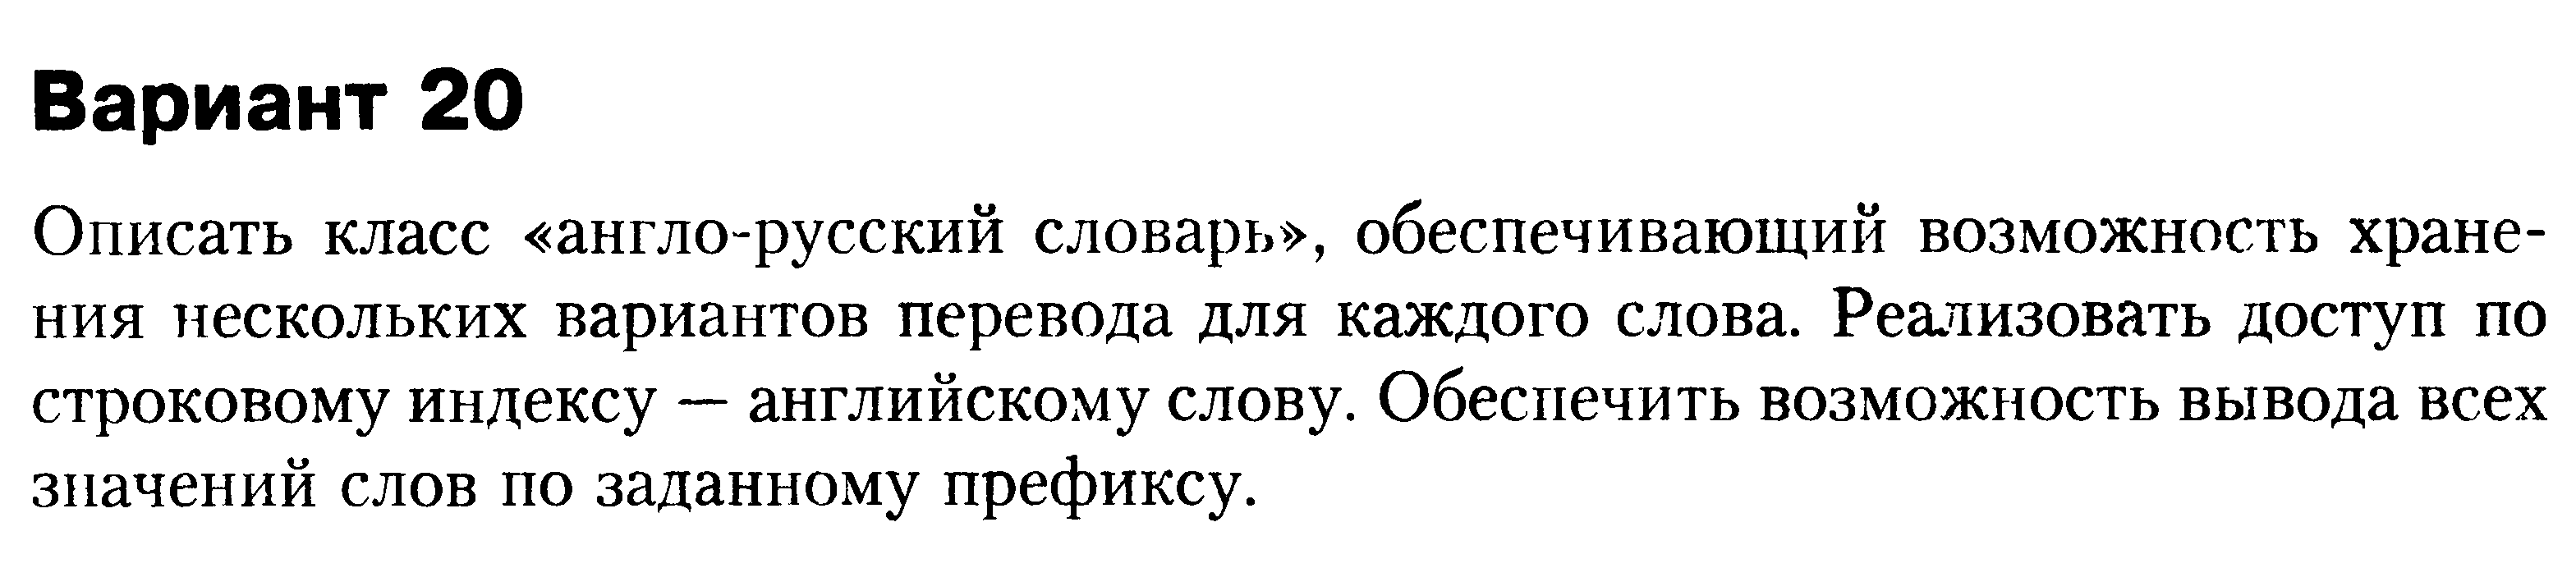 Вариант 20
Описать класс «англо-русский словарь», обеспечивающий возможность хране-
ния нескольких вариантов перевода для каждого слова. Реализовать доступ по
строковому индексу — английскому слову. Обеспечить возможность вывода всех
значений слов по заданному префиксу.